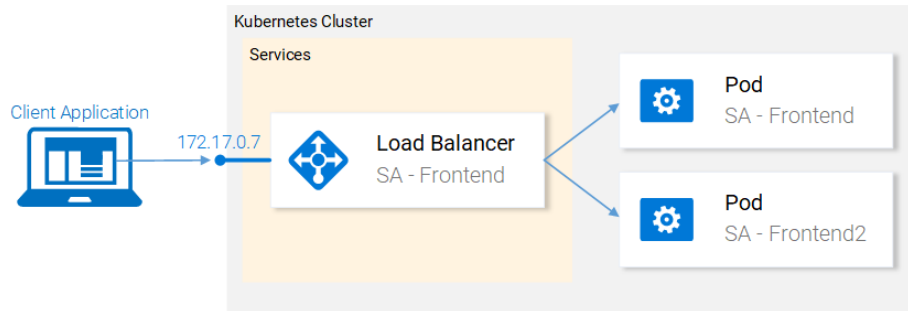 Kubernetes Cluster
Services
Client Application
172.17.0.7
Load Balancer
SA - Frontend
Pod
SA - Frontend
Pod
SA - Frontend2